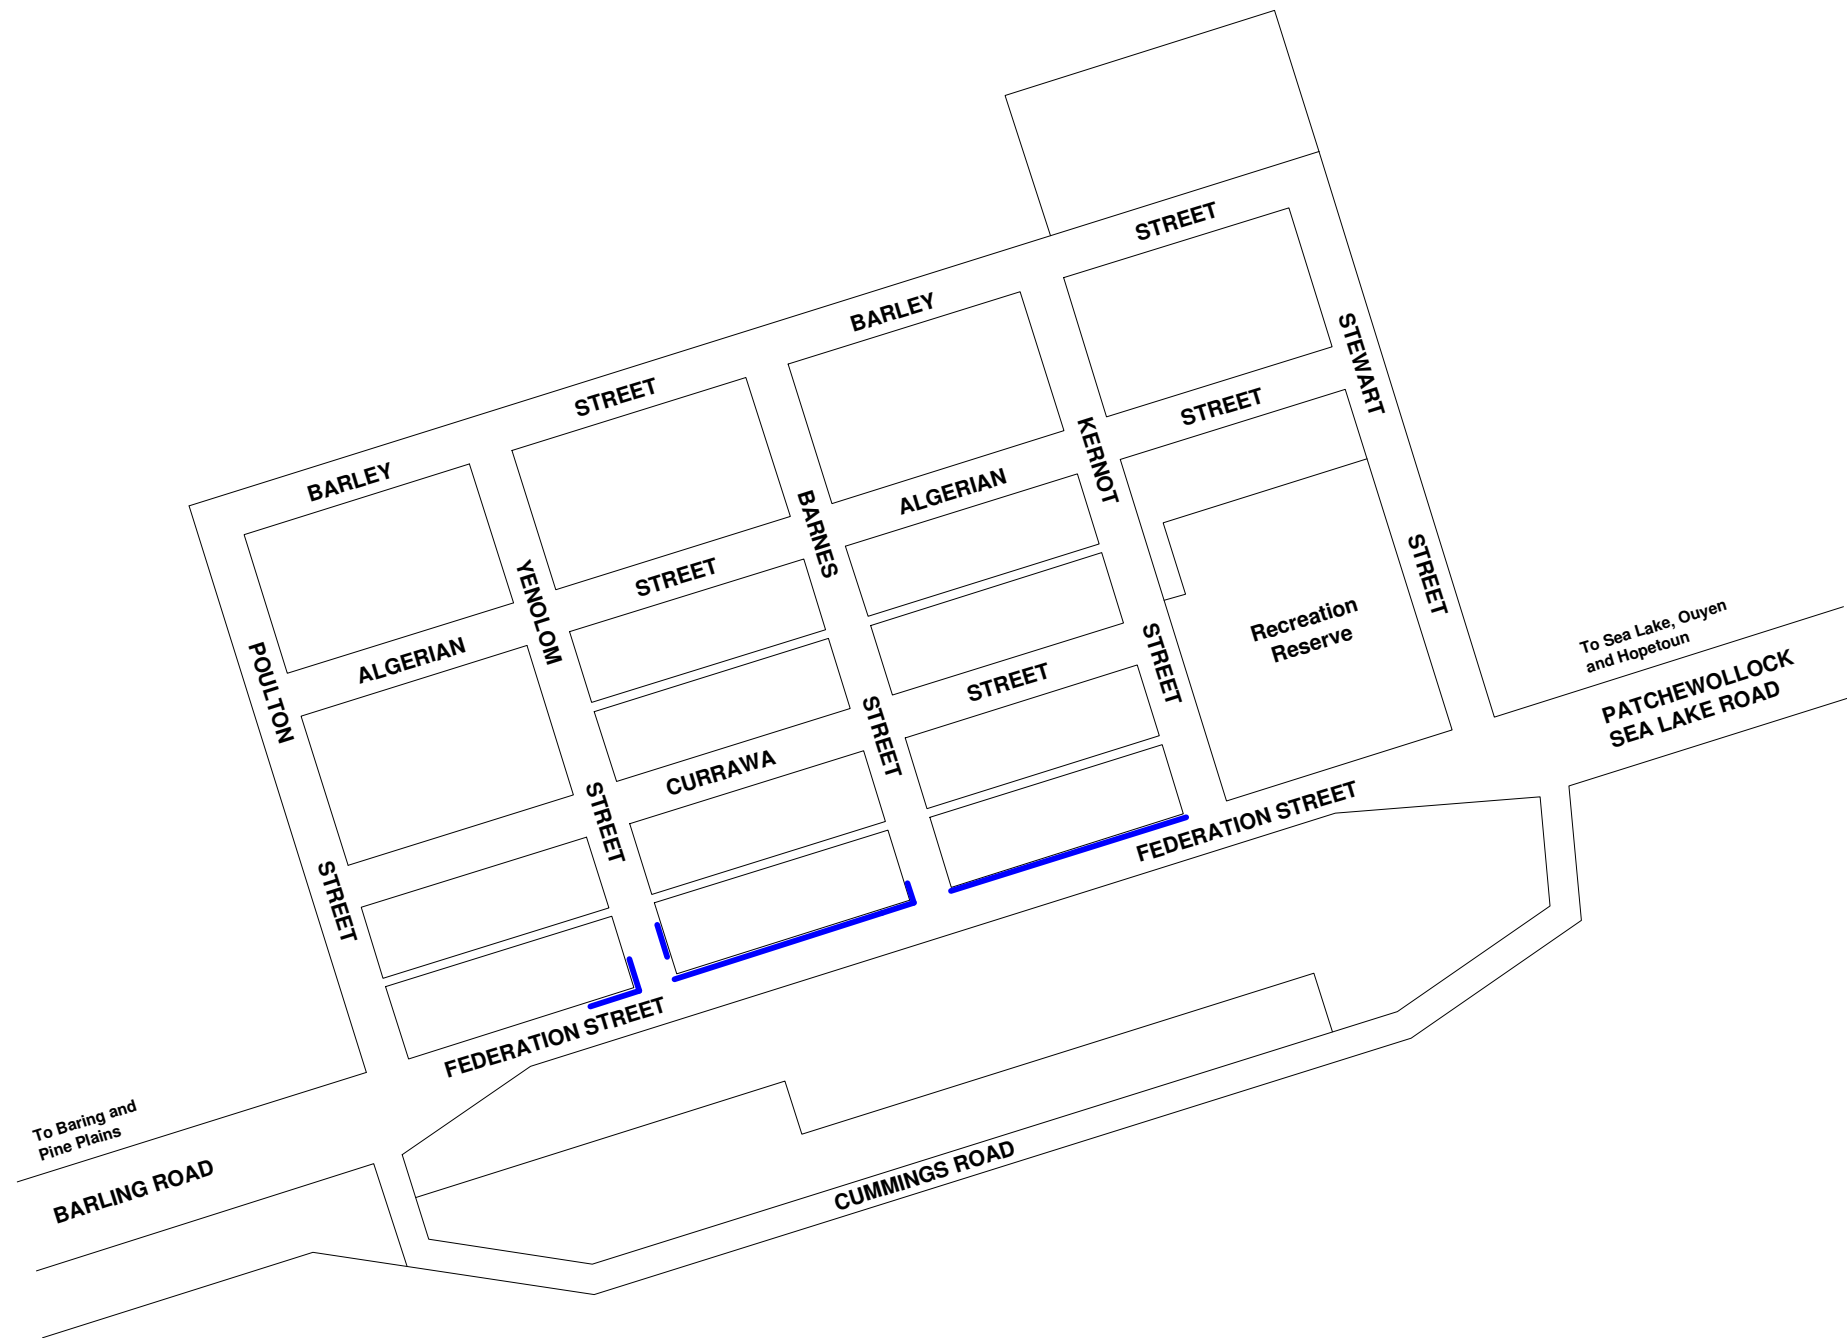 STREET
BARLEY
STREET
BARLEY
STEWART
STREET
STREET
KERNOT
ALGERIAN
BARNES
STREET
YENOLOM
ALGERIAN
POULTON
STREET
Recreation
Reserve
To Sea Lake, Ouyen
and Hopetoun
PATCHEWOLLOCK
SEA LAKE ROAD
STREET
STREET
STREET
CURRAWA
STREET
STREET
FEDERATION STREET
FEDERATION STREET
To Baring and
Pine Plains
BARLING ROAD
CUMMINGS ROAD